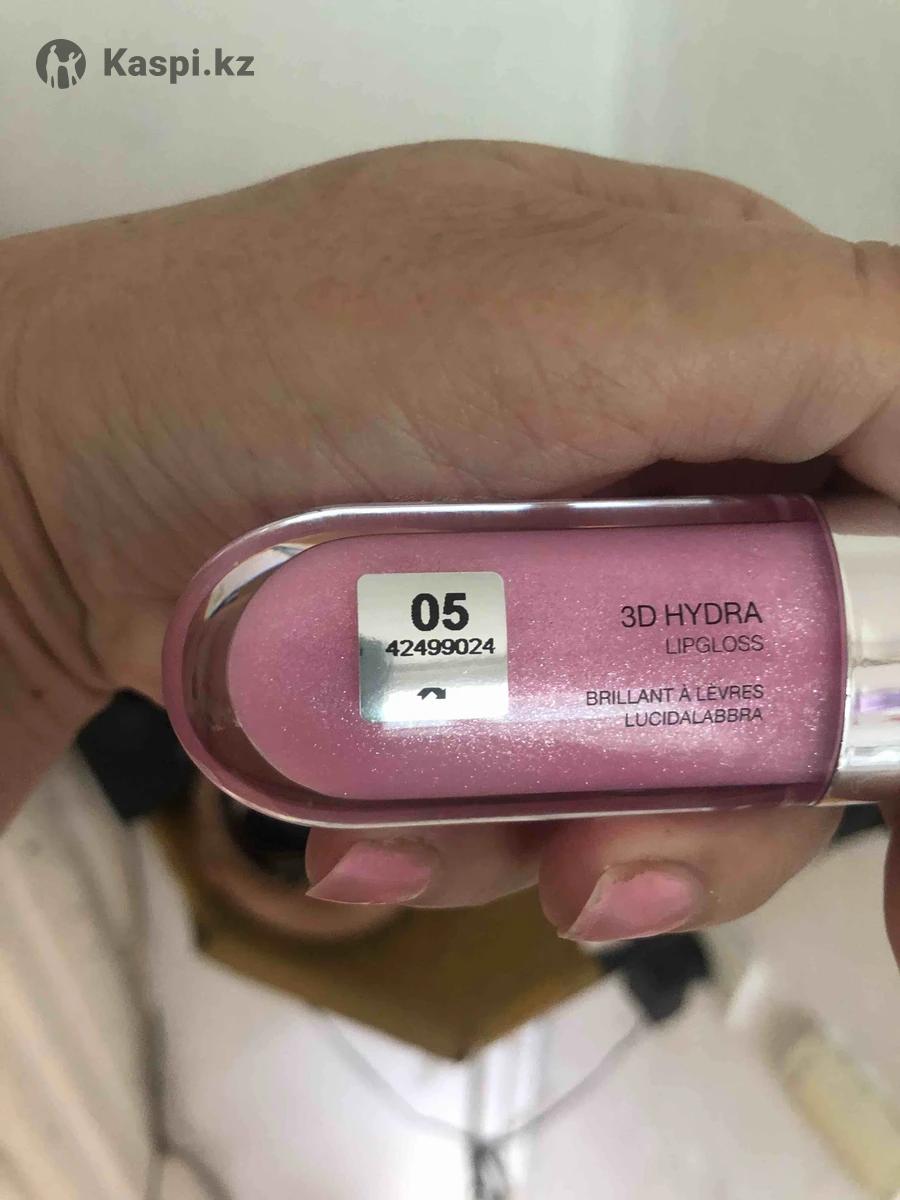 Kaspi.kz
05
42499024
3D HYDRA
LIPGLOSS
BRILLANT À LÈVRES
LUCIDALABBRA